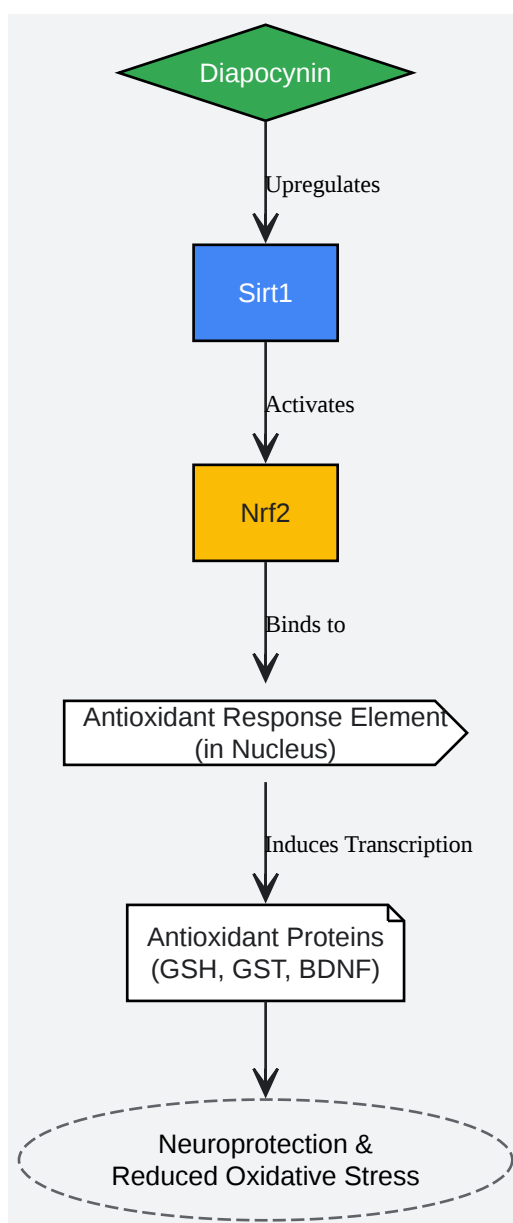 Diapocynin
Upregulates
Sirt1
Activates
Nrf2
Binds to
Antioxidant Response Element
(in Nucleus)
Induces Transcription
Antioxidant Proteins
(GSH, GST, BDNF)
Neuroprotection &
Reduced Oxidative Stress